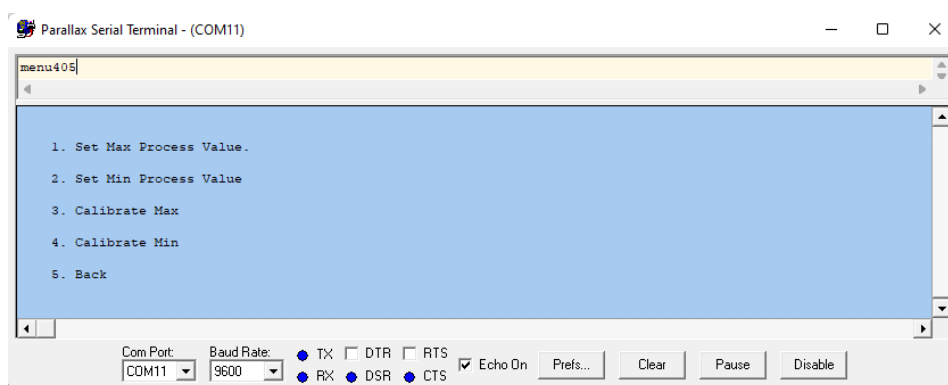 Parallax Serial Terminal - (COM11)
menu405
1. Set Max Process Value.
2. Set Min Process Value
3. Calibrate Max
4. Calibrate Min
5. Back
Com Port: Baud Rate: TX DTR RTS
COM11 9600 RX DSR CTS Echo On Prefs... Clear Pause Disable